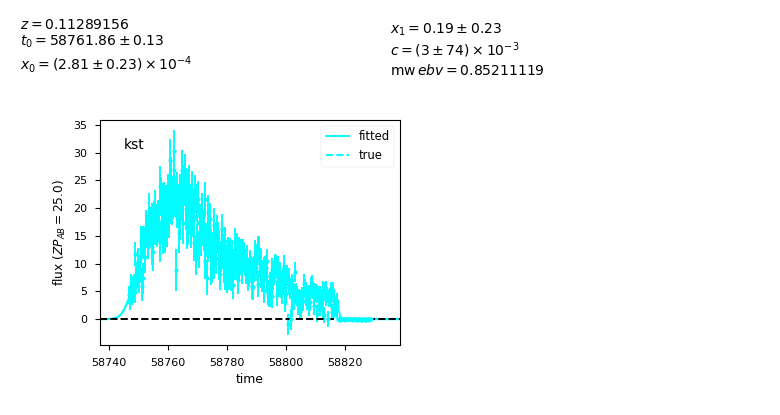 z = 0.11289156
t₀ = 58761.86 ± 0.13
x₀ = (2.81 ± 0.23) × 10⁻⁴
x₁ = 0.19 ± 0.23
c = (3 ± 74) × 10⁻³
mw ebv = 0.85211119
kst
fitted
true
35
30
25
20
15
10
5
0
flux (ZP_AB = 25.0)
58740 58760 58780 58800 58820
time